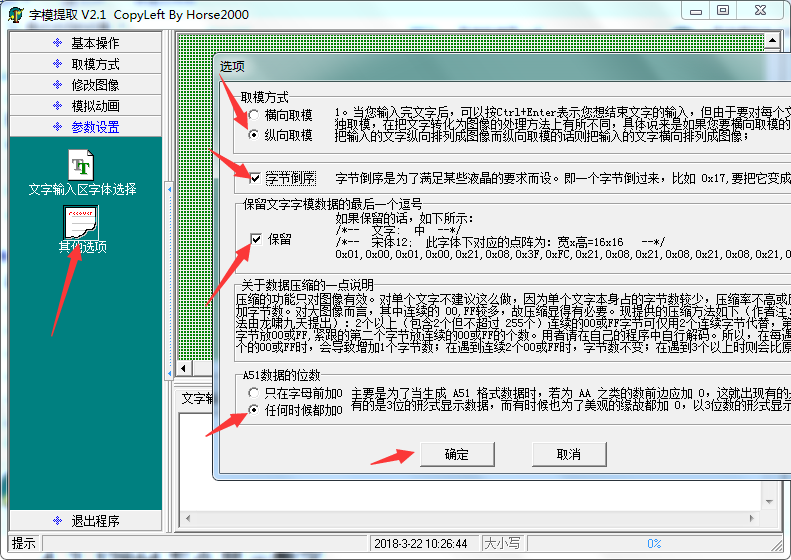 字模提取 V2.1 CopyLeft By Horse2000
基本操作
取模方式
修改图像
模拟动画
参数设置
文字输入区字体选择
其他选项
退出程序
选项
取模方式
横向取模
纵向取模
1。当您输入完文字后，可以按Ctrl+Enter表示您想结束文字的输入，但由于要对每个文
独取模，在把文字转化为图像的处理方法上有所不同，具体说来是如果您要横向取模的
把输入的文字纵向排列成图像而纵向取模的话则把输入的文字横向排列成图像；
字节倒序
字节倒序是为了满足某些液晶的要求而设。即一个字节倒过来，比如 0x17,要把它变成
保留文字字模数据的最后一个逗号
保留
如果保留的话，如下所示：
/*-- 文字: 中 --*/
/*-- 宋体12; 此字体下对应的点阵为：宽x高=16x16 --*/
0x01,0x00,0x01,0x00,0x21,0x08,0x3F,0xFC,0x21,0x08,0x21,0x08,0x21,0x08,0x21,
关于数据压缩的一点说明
压缩的功能只对图像有效。对单个文字不建议这么做，因为单个文字本身占的字节数较少，压缩率不高或
加字节数。对大图像而言，其中连续的 00,FF较多，故压缩显得有必要。现提供的压缩方法如下（作者注：
法由龙啸九天提出）：2个以上（包含2个但不超过 255个）连续的00或FF字节可仅用2个连续字节代替，第
字节放00或FF,紧跟的第一个字节放连续的00或FF的个数。用者请在自己的程序中自行解码。所以，在每遇
个的00或FF时，会导致增加1个字节数；在遇到连续2个00或FF时，字节数不变；在遇到3个以上时则会比原
A51数据的位数
只在字母前加0
任何时候都加0
主要是为了当生成 A51 格式数据时，若为 AA 之类的数前边应加 0，这就出现有的是
有的是3位的形式显示数据，而有时候也为了美观的缘故都加 0，以3位数的形式显示
确定
取消
文字输
提示
2018-3-22 10:26:44
大小写
0%